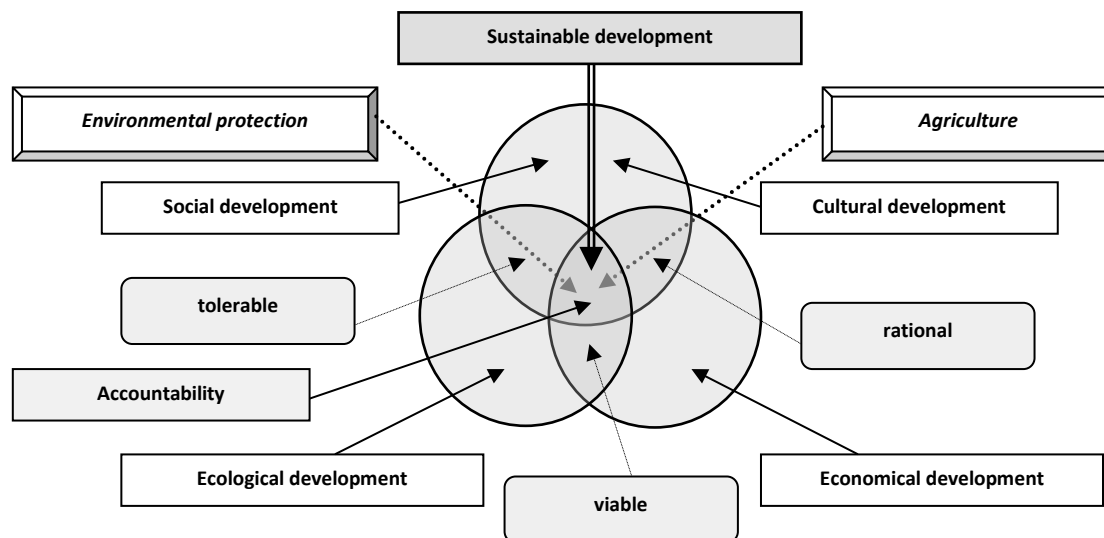 Sustainable development
Environmental protection
Agriculture
Social development
Cultural development
tolerable
rational
Accountability
Ecological development
Economical development
viable